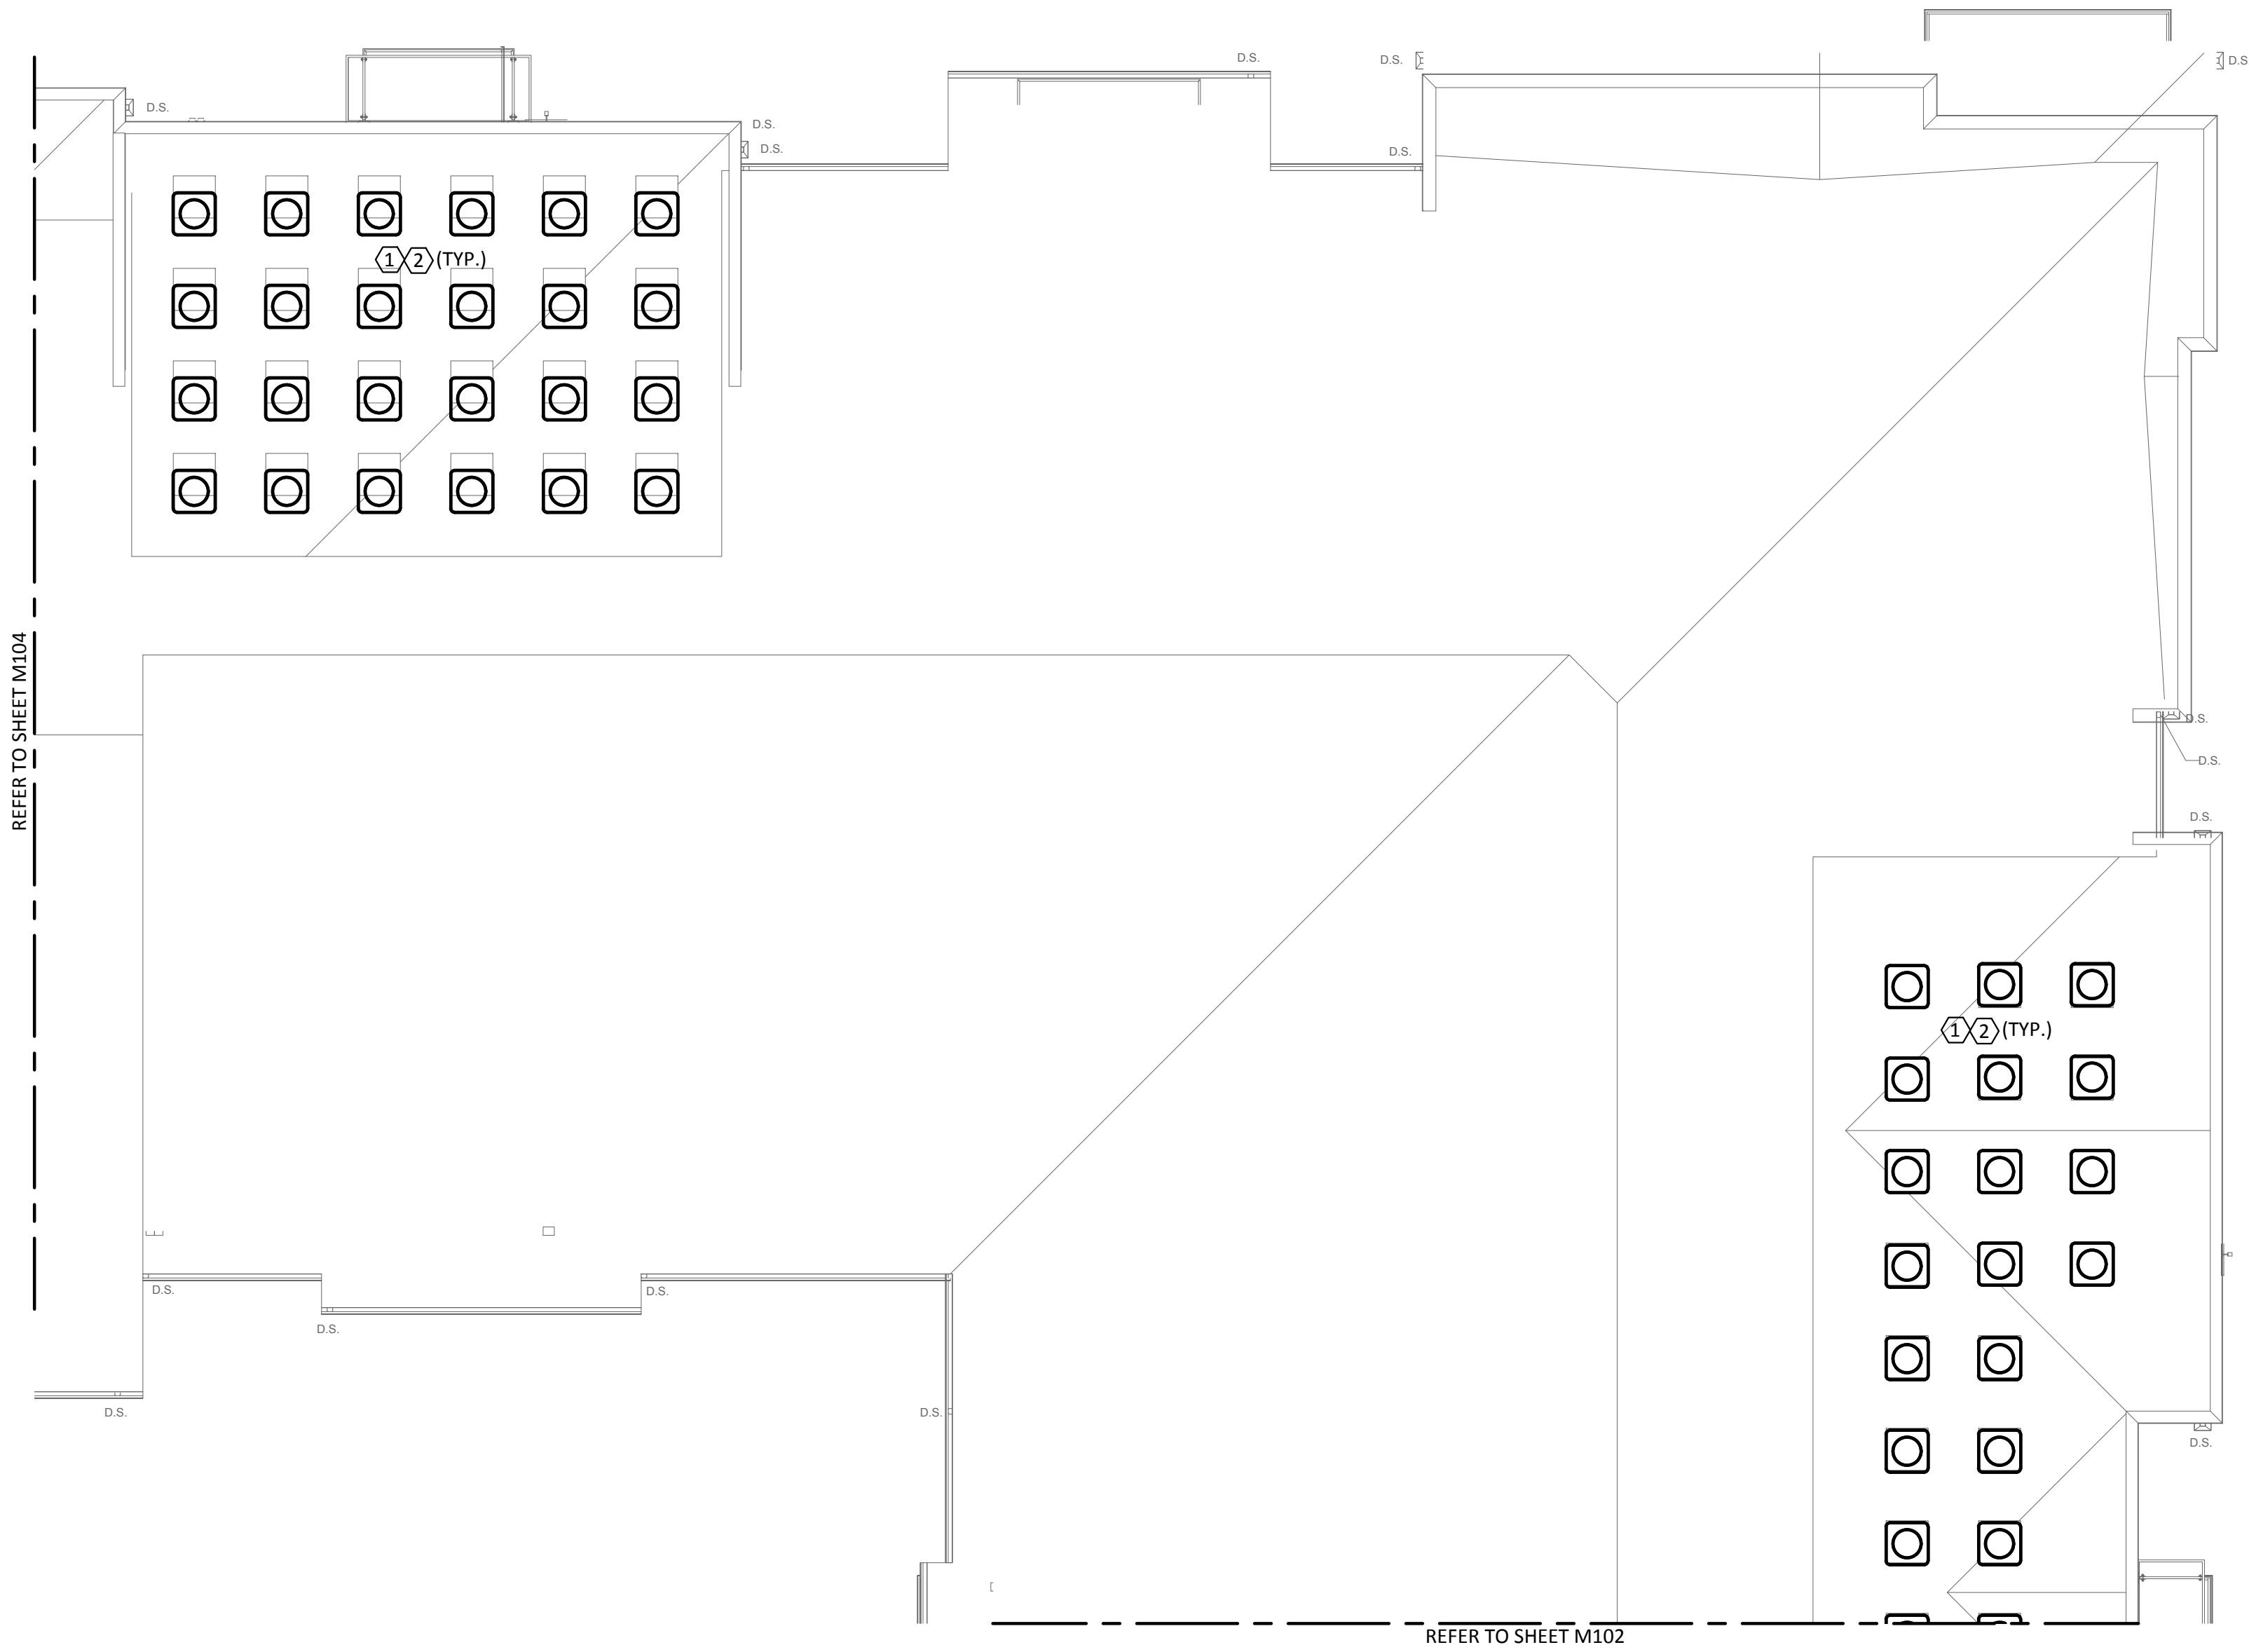 D.S.
D.S.
D.S
D.S.
D.S.
D.S.
D.S.
1 2 (TYP.)
REFER TO SHEET M104
D.S.
D.S.
D.S.
1 2 (TYP.)
D.S.
D.S.
D.S.
D.S.
D.S.
D.S.
REFER TO SHEET M102